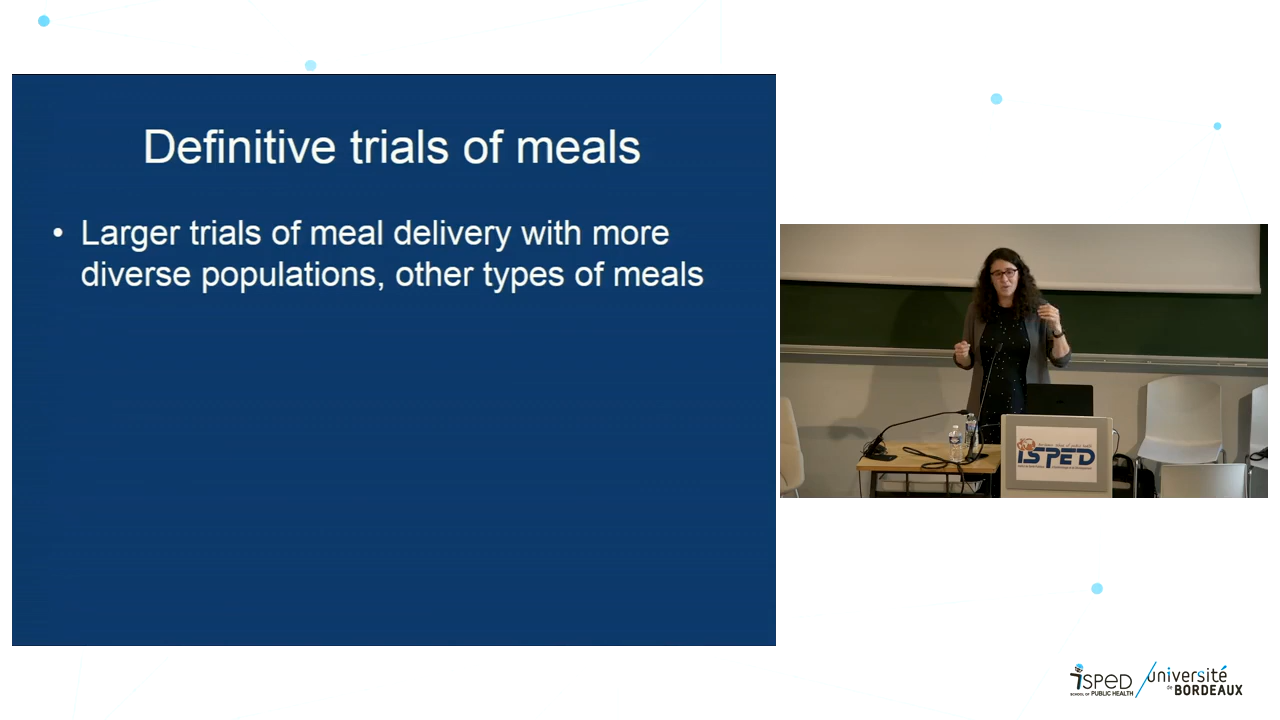 Definitive trials of meals
• Larger trials of meal delivery with more
diverse populations, other types of meals
ISPED
ISPED
SCHOOL OF PUBLIC HEALTH
université
de BORDEAUX